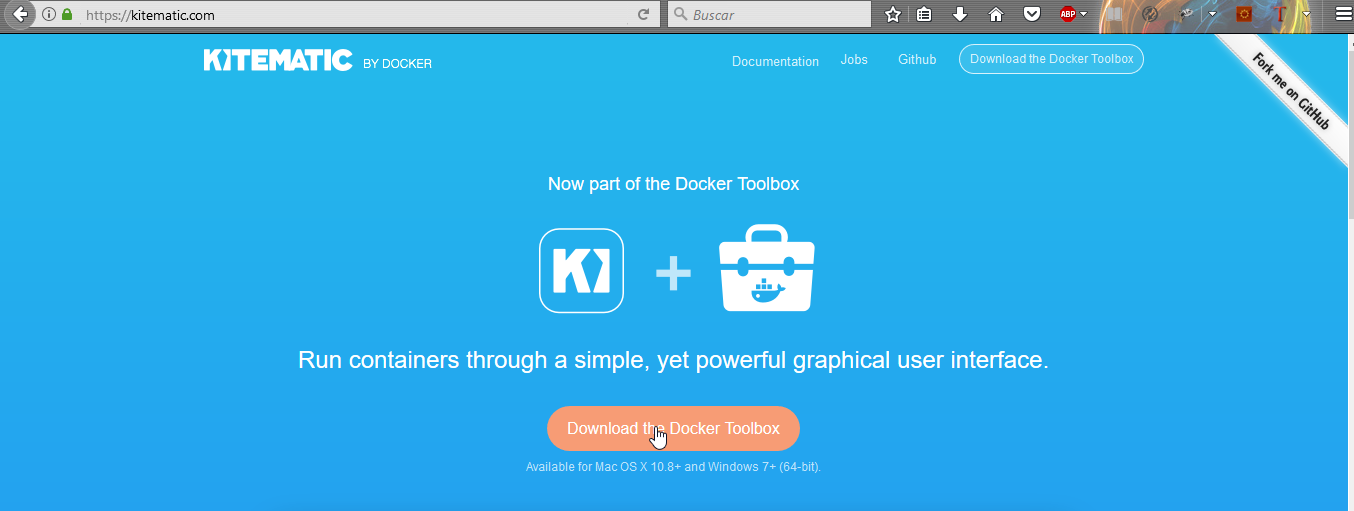 https://kitematic.com
Buscar
ABP
KITEMATIC BY DOCKER
Documentation
Jobs
Github
Download the Docker Toolbox
Fork me on GitHub
Now part of the Docker Toolbox
K
Run containers through a simple, yet powerful graphical user interface.
Download the Docker Toolbox
Available for Mac OS X 10.8+ and Windows 7+ (64-bit).